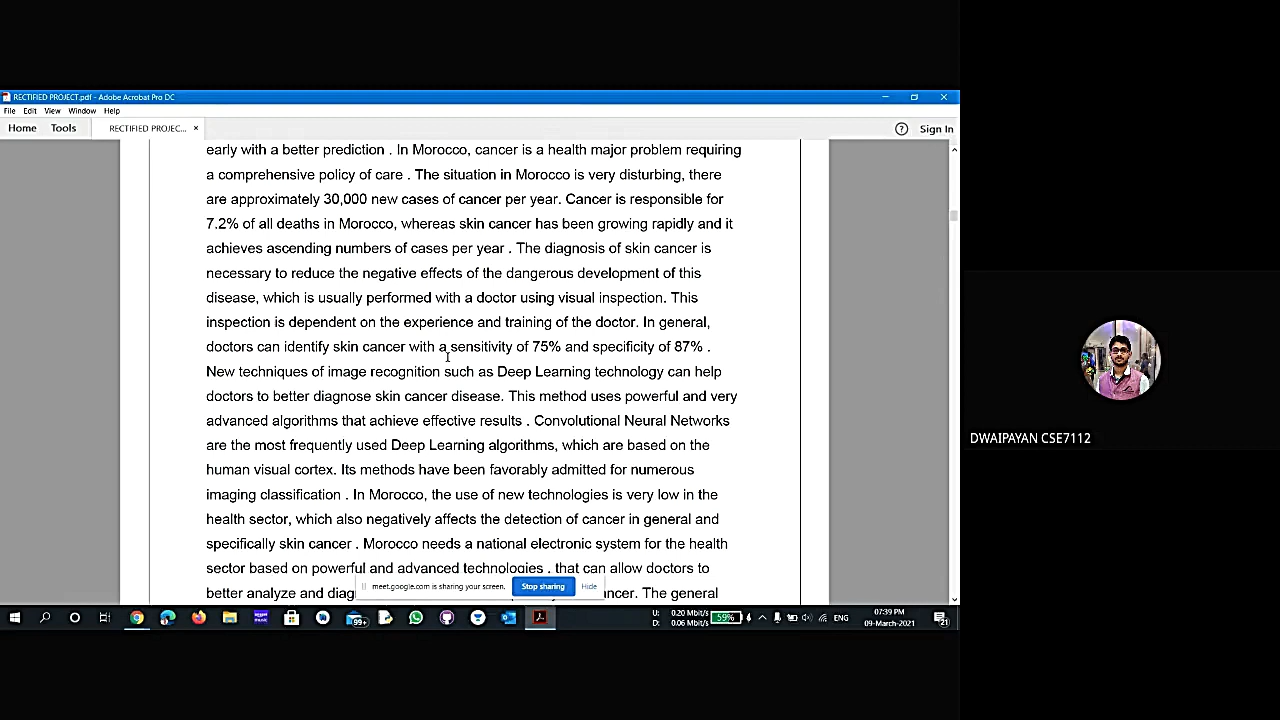 RECTIFIED PROJECT.pdf - Adobe Acrobat Pro DC
File Edit View Window Help
Home Tools RECTIFIED PROJEC... × ? Sign In
early with a better prediction . In Morocco, cancer is a health major problem requiring
a comprehensive policy of care . The situation in Morocco is very disturbing, there
are approximately 30,000 new cases of cancer per year. Cancer is responsible for
7.2% of all deaths in Morocco, whereas skin cancer has been growing rapidly and it
achieves ascending numbers of cases per year . The diagnosis of skin cancer is
necessary to reduce the negative effects of the dangerous development of this
disease, which is usually performed with a doctor using visual inspection. This
inspection is dependent on the experience and training of the doctor. In general,
doctors can identify skin cancer with a sensitivity of 75% and specificity of 87% .
New techniques of image recognition such as Deep Learning technology can help
doctors to better diagnose skin cancer disease. This method uses powerful and very
advanced algorithms that achieve effective results . Convolutional Neural Networks
are the most frequently used Deep Learning algorithms, which are based on the
human visual cortex. Its methods have been favorably admitted for numerous
imaging classification . In Morocco, the use of new technologies is very low in the
health sector, which also negatively affects the detection of cancer in general and
specifically skin cancer . Morocco needs a national electronic system for the health
sector based on powerful and advanced technologies . that can allow doctors to
better analyze and diag ncer. The general
meet.google.com is sharing your screen. Stop sharing Hide
DWAIPAYAN CSE7112
99+
U: 0.20 Mbit/s
D: 0.06 Mbit/s
59%
ENG
07:39 PM
09-March-2021
21